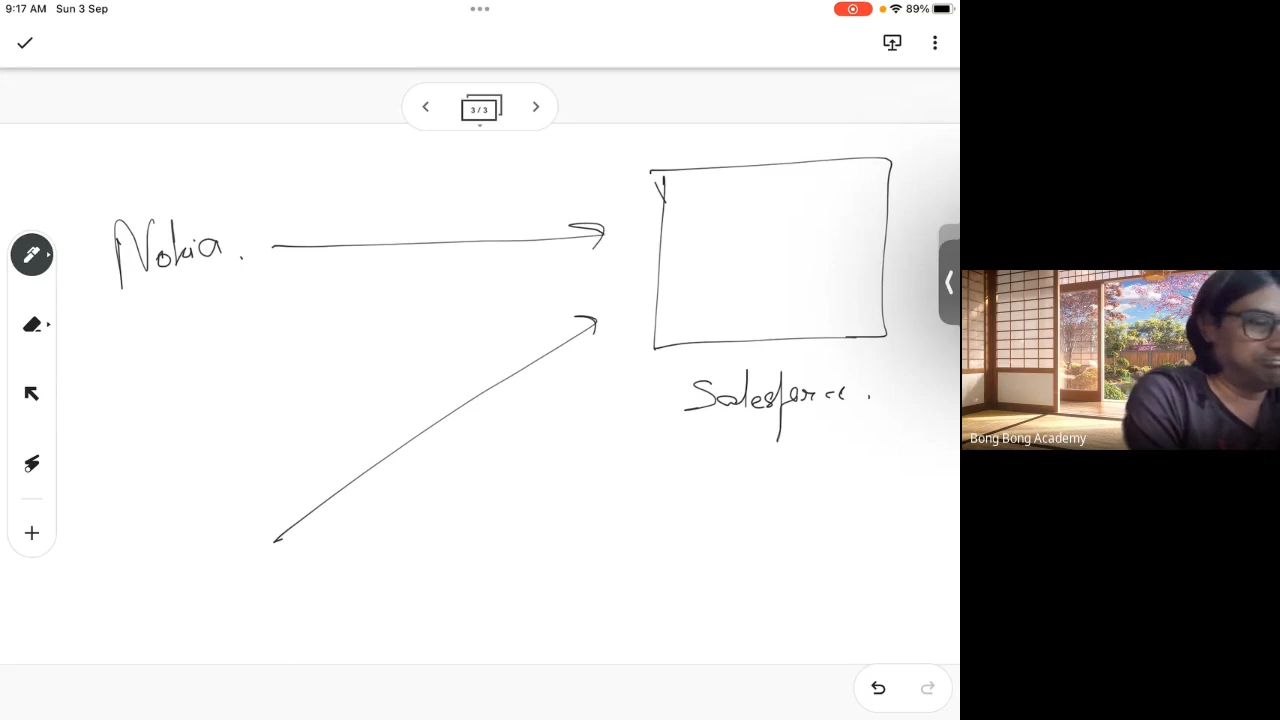 9:17 AM Sun 3 Sep
89%
3 / 3
Nokia.
Salesforce.
Bong Bong Academy